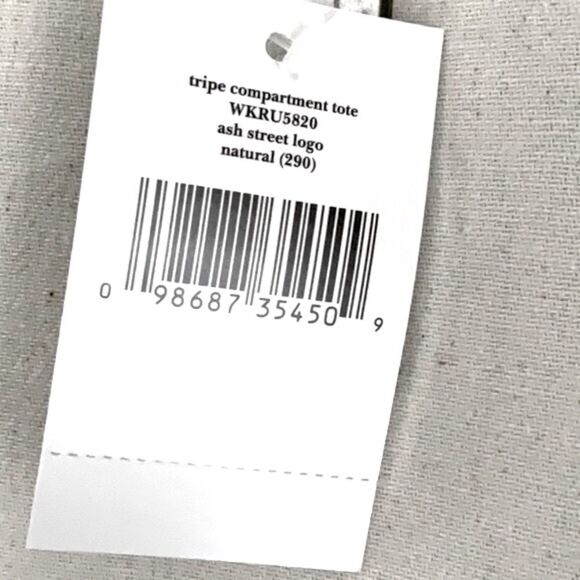 tripe compartment tote
WKRU5820
ash street logo
natural (290)
0 98687 35450 9